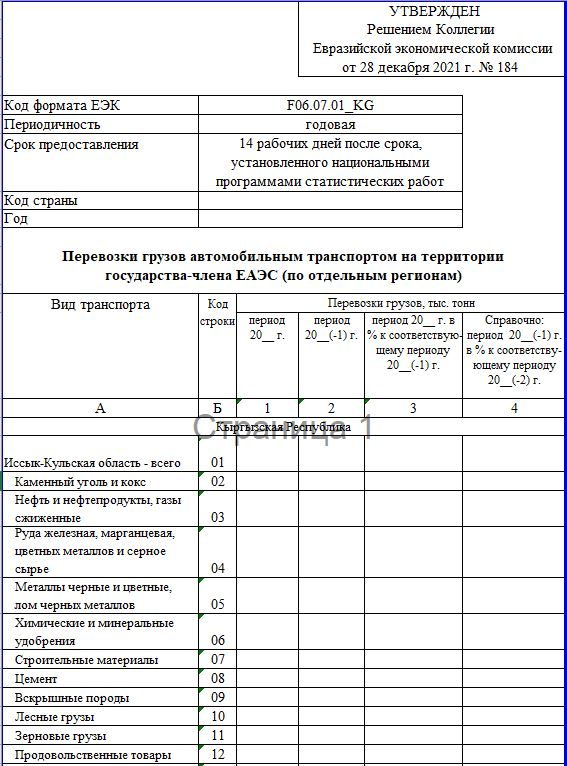 УТВЕРЖДЕН
Решением Коллегии
Евразийской экономической комиссии
от 28 декабря 2021 г. № 184
Код формата ЕЭК F06.07.01_KG
Периодичность годовая
Срок предоставления 14 рабочих дней после срока,
установленного национальными
программами статистических работ
Код страны
Год
Перевозки грузов автомобильным транспортом на территории
государства-члена ЕАЭС (по отдельным регионам)
Вид транспорта
Код
строки
Перевозки грузов, тыс. тонн
период
20__ г.
период
20__(-1) г.
период 20__ г. в
% к соответствую-
щему периоду
20__(-1) г.
Справочно:
период 20__(-1) г.
в % к соответству-
ющему периоду
20__(-2) г.
А Б 1 2 3 4
Кыргызская Республика
Страница 1
Иссык-Кульская область - всего 01
Каменный уголь и кокс 02
Нефть и нефтепродукты, газы
сжиженные 03
Руда железная, марганцевая,
цветных металлов и серное
сырье 04
Металлы черные и цветные,
лом черных металлов 05
Химические и минеральные
удобрения 06
Строительные материалы 07
Цемент 08
Вскрышные породы 09
Лесные грузы 10
Зерновые грузы 11
Продовольственные товары 12